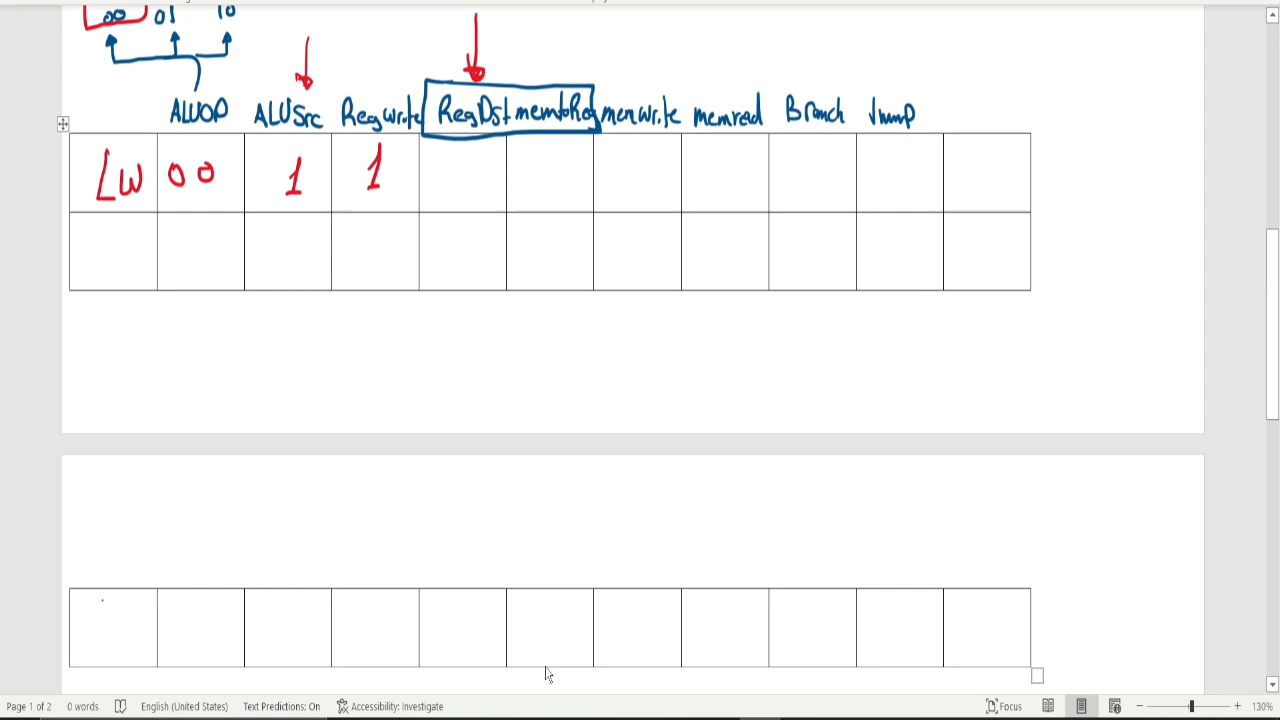 00 01 10
ALUOP ALUSrc RegWrite RegDst memtoReg memwrite memread Branch Jump
Lw 00 1 1
Page 1 of 2 0 words English (United States) Text Predictions: On Accessibility: Investigate Focus 130%